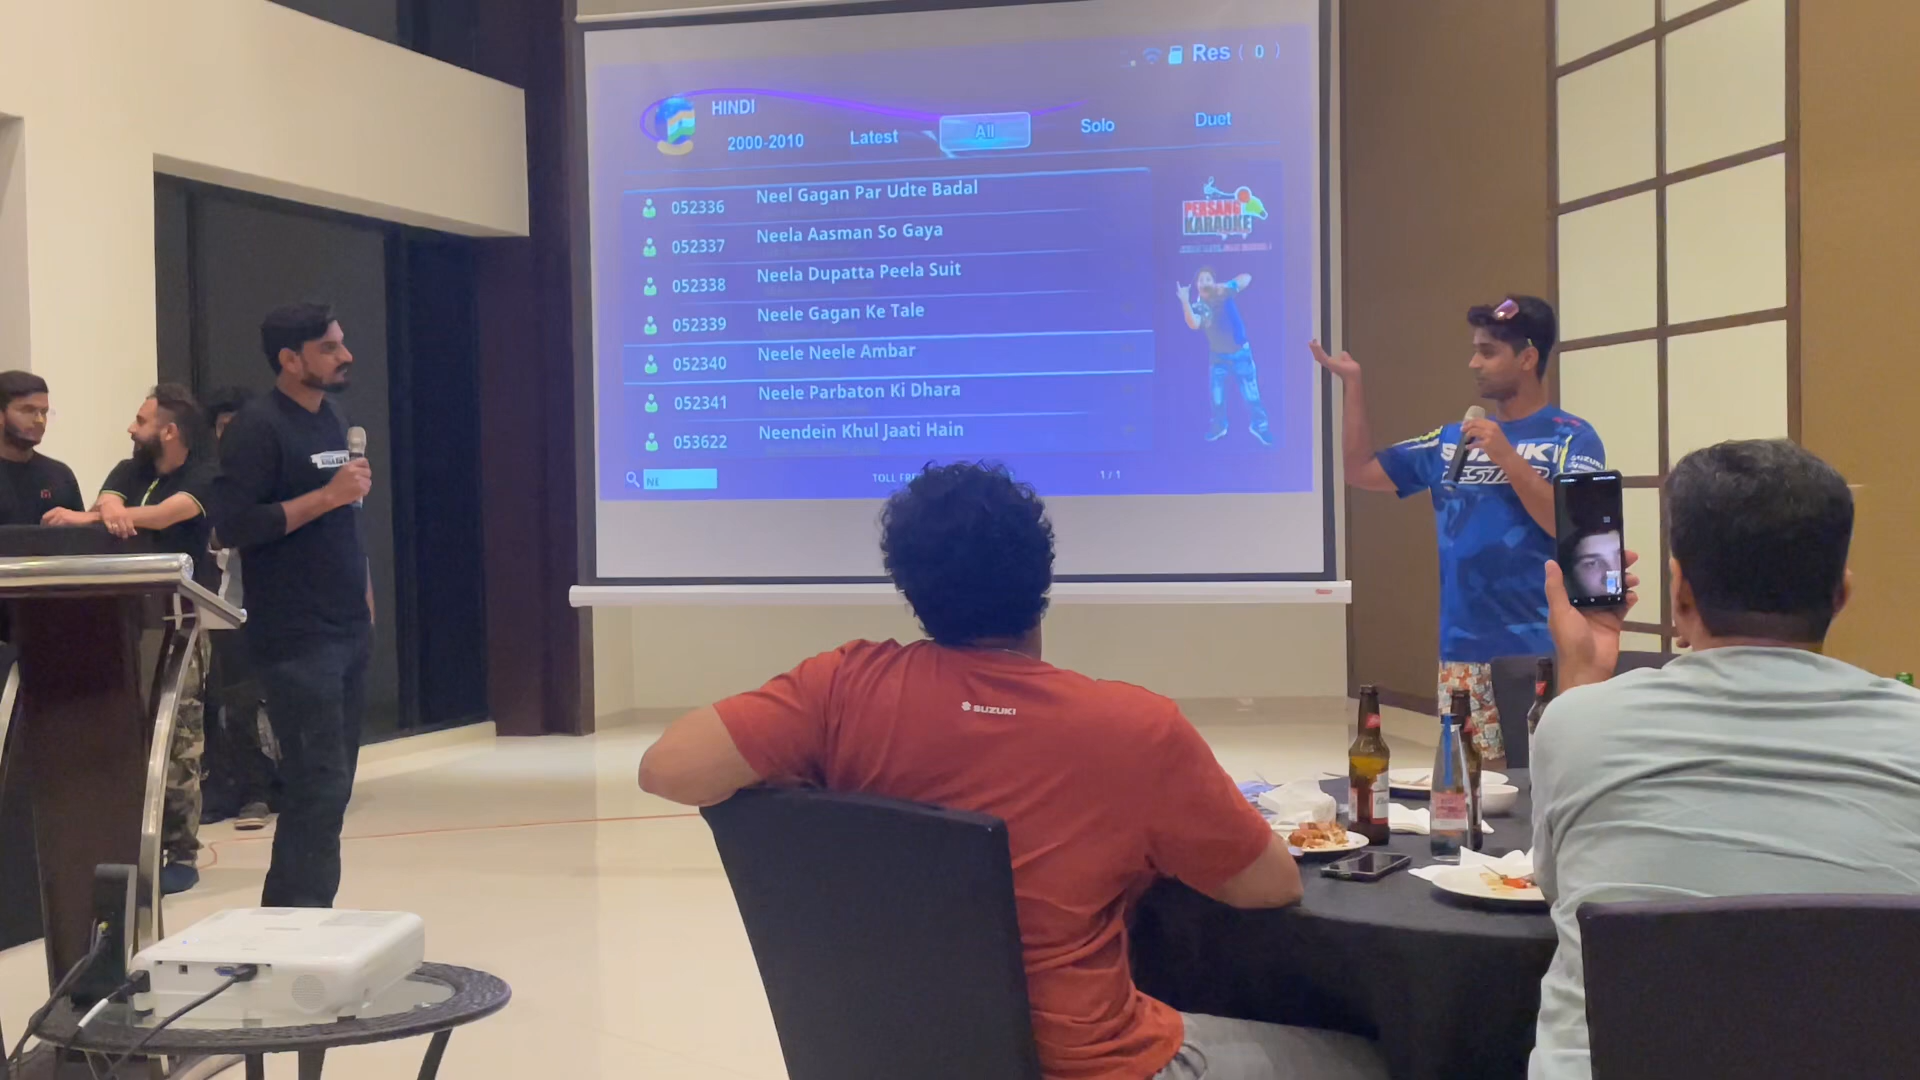 Res ( 0 )
HINDI
2000-2010 Latest All Solo Duet
052336 Neel Gagan Par Udte Badal
052337 Neela Aasman So Gaya
052338 Neela Dupatta Peela Suit
052339 Neele Gagan Ke Tale
052340 Neele Neele Ambar
052341 Neele Parbaton Ki Dhara
053622 Neendein Khul Jaati Hain
PERSANG
KARAOKE
NE
TOLL
1 / 1
SUZUKI
SUZUKI